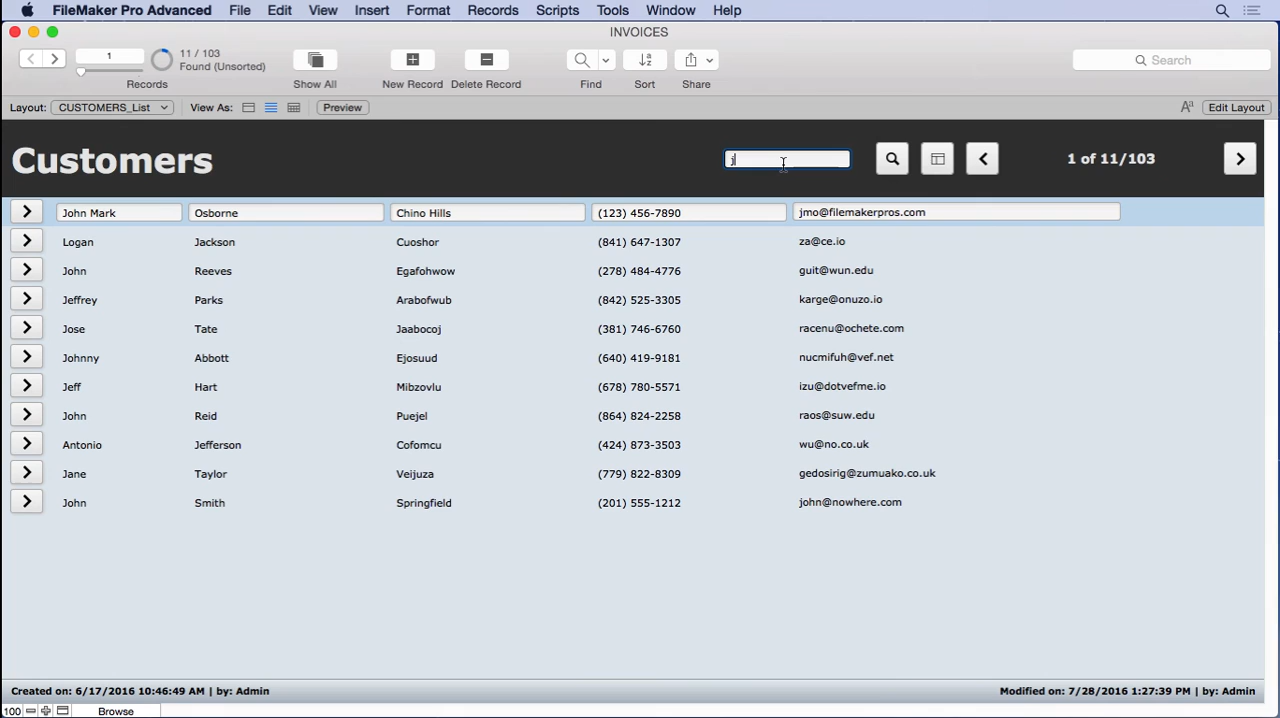 FileMaker Pro Advanced File Edit View Insert Format Records Scripts Tools Window Help
INVOICES
1
11 / 103
Found (Unsorted)
Search
Records Show All New Record Delete Record Find Sort Share
Layout: CUSTOMERS_List View As: Preview Aa Edit Layout
Customers j 1 of 11/103
John Mark Osborne Chino Hills (123) 456-7890 jmo@filemakerpros.com
Logan Jackson Cuoshor (841) 647-1307 za@ce.io
John Reeves Egafohwow (278) 484-4776 guit@wun.edu
Jeffrey Parks Arabofwub (842) 525-3305 karge@onuzo.io
Jose Tate Jaabocoj (381) 746-6760 racenu@ochete.com
Johnny Abbott Ejosuud (640) 419-9181 nucmifuh@vef.net
Jeff Hart Mibzovlu (678) 780-5571 izu@dotvefme.io
John Reid Puejel (864) 824-2258 raos@suw.edu
Antonio Jefferson Cofomcu (424) 873-3503 wu@no.co.uk
Jane Taylor Veijuza (779) 822-8309 gedosirig@zumuako.co.uk
John Smith Springfield (201) 555-1212 john@nowhere.com
Created on: 6/17/2016 10:46:49 AM | by: Admin Modified on: 7/28/2016 1:27:39 PM | by: Admin
100 Browse